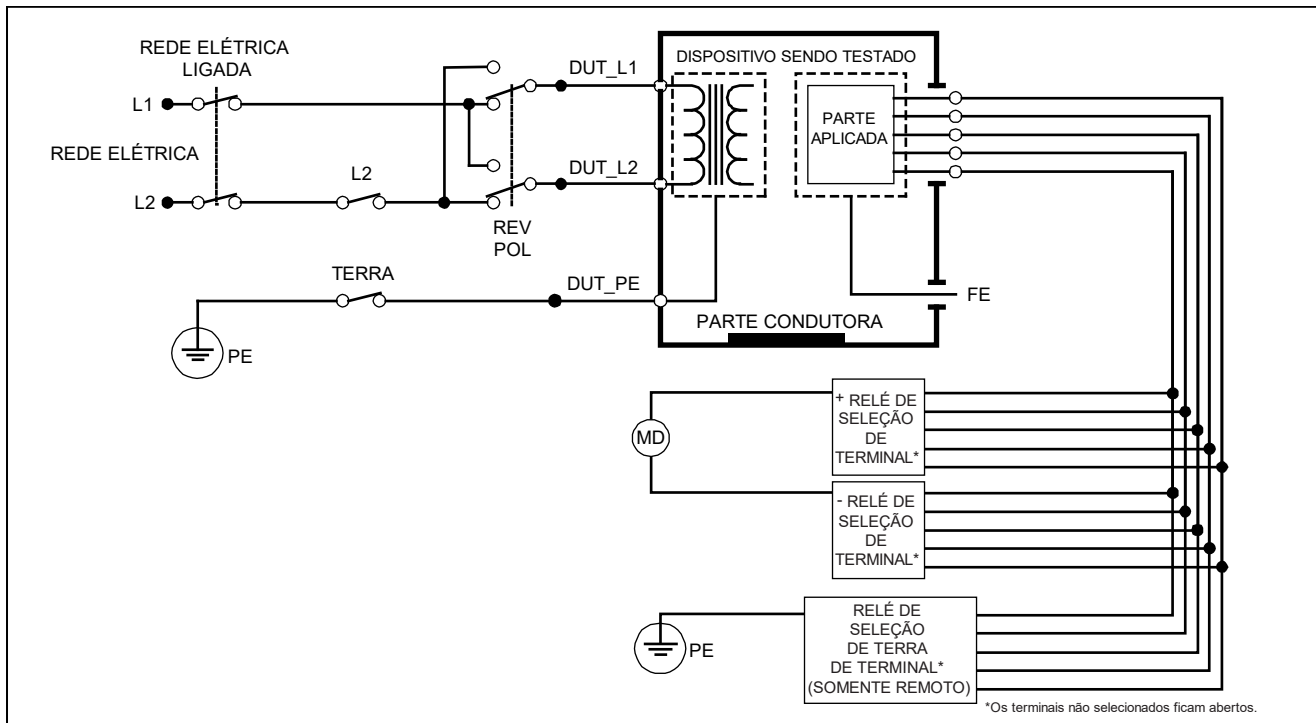 REDE ELÉTRICA
LIGADA
L1
REDE ELÉTRICA
L2
L2
REV
POL
DUT_L1
DUT_L2
TERRA
DUT_PE
PE
DISPOSITIVO SENDO TESTADO
PARTE
APLICADA
FE
PARTE CONDUTORA
MD
+ RELÉ DE
SELEÇÃO
DE
TERMINAL*
- RELÉ DE
SELEÇÃO
DE
TERMINAL*
PE
RELÉ DE
SELEÇÃO
DE TERRA
DE TERMINAL*
(SOMENTE REMOTO)
*Os terminais não selecionados ficam abertos.